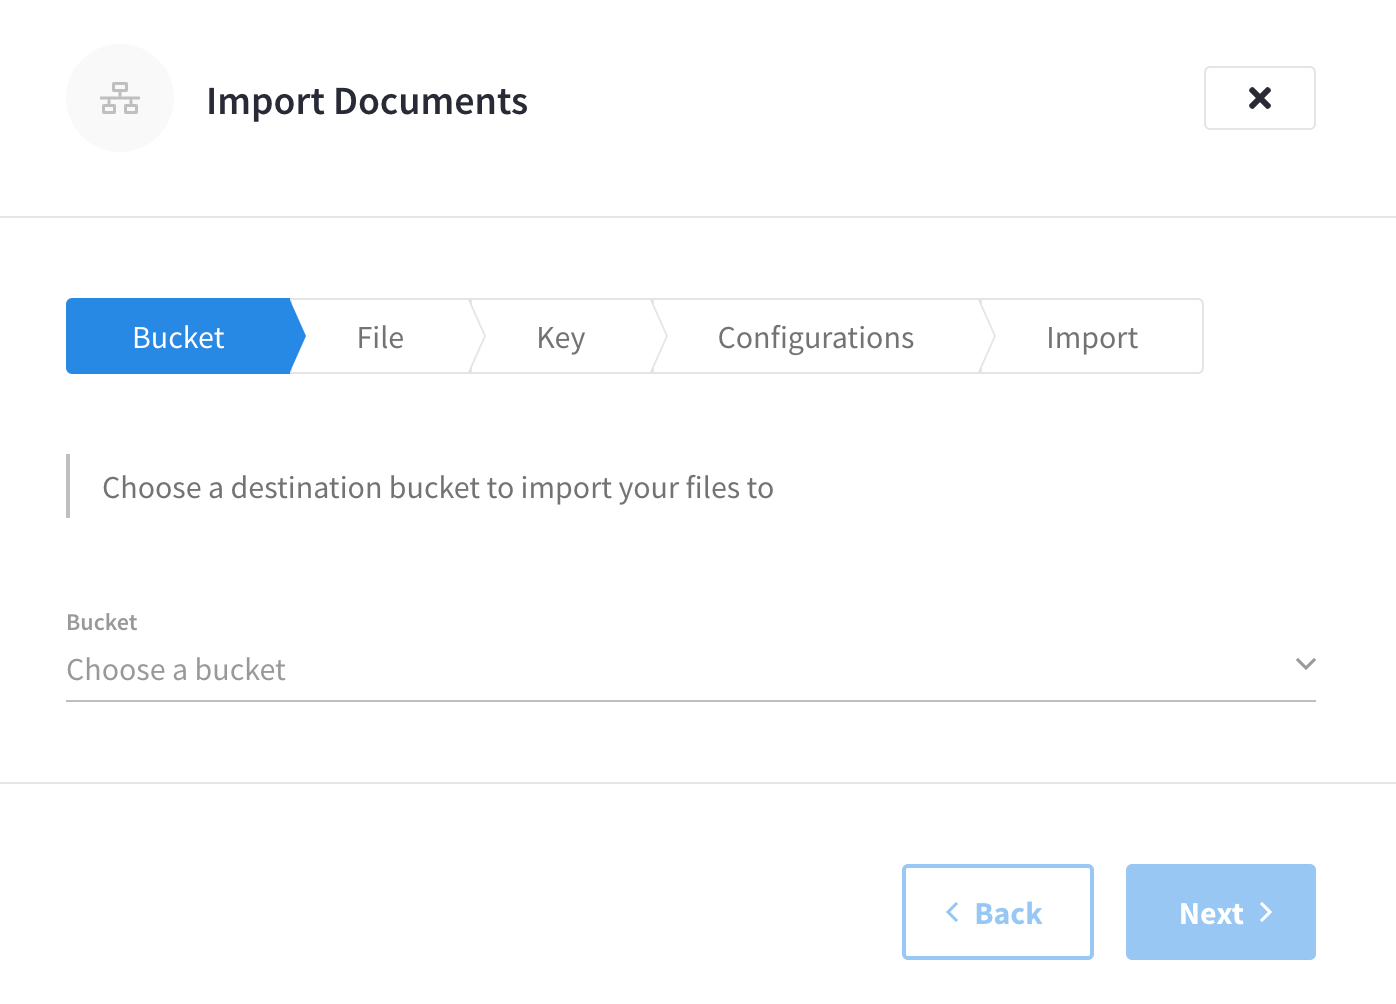 Import Documents
Bucket File Key Configurations Import
Choose a destination bucket to import your files to
Bucket
Choose a bucket
Back Next